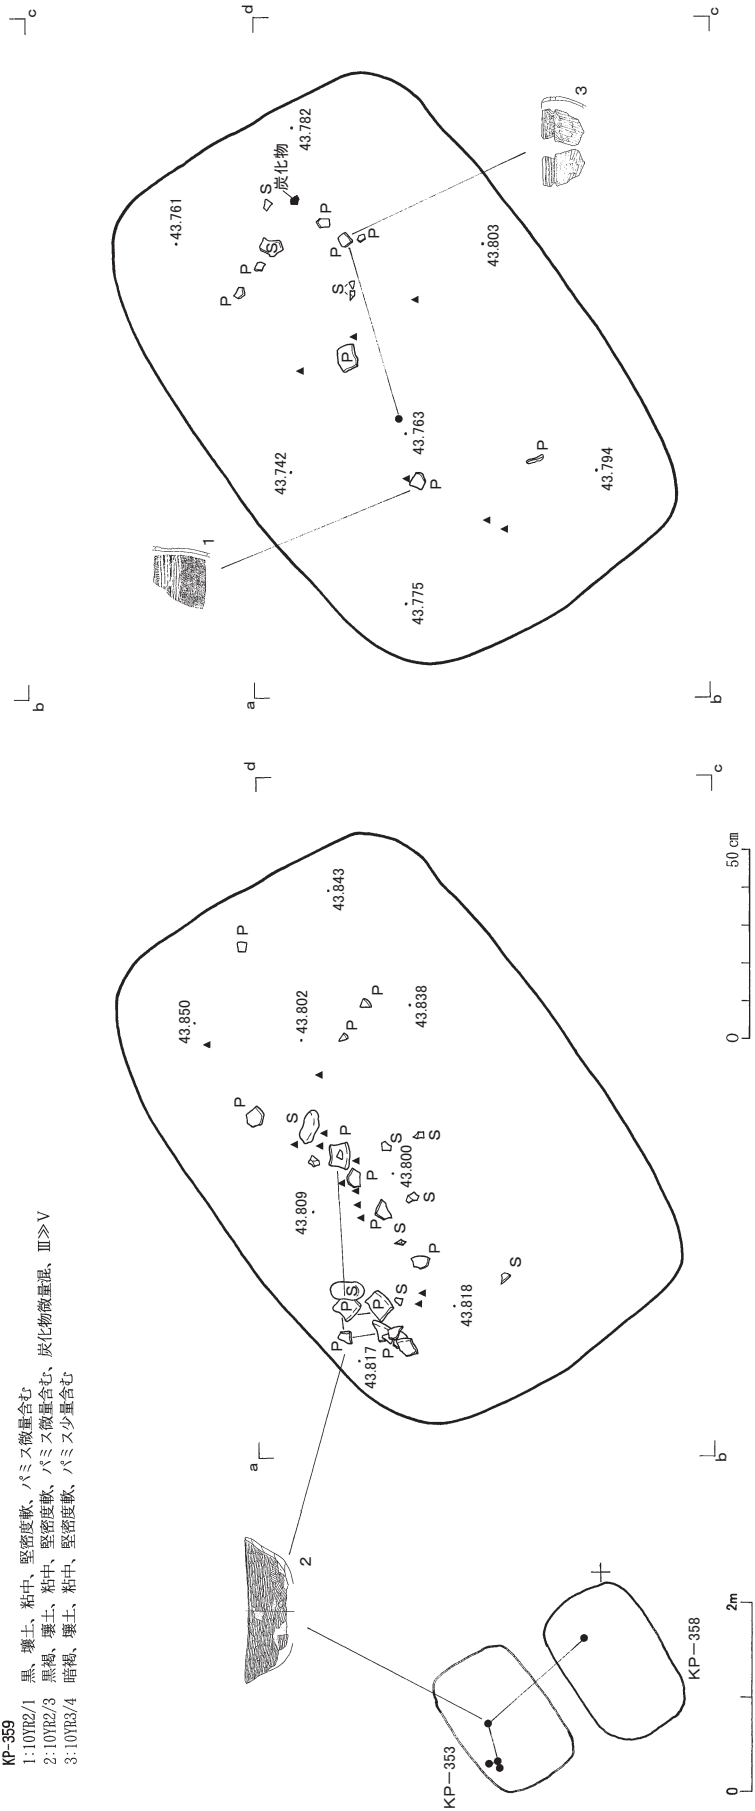 KP-359
1:10YR2/1 黒、壌土、粘中、堅密度軟、パミス微量含む
2:10YR2/3 黒褐、壌土、粘中、堅密度軟、パミス微量含む、炭化物微量混、Ⅲ≫Ⅴ
3:10YR3/4 暗褐、壌土、粘中、堅密度軟、パミス少量含む
b
c
a
d
b
c
1
3
43.761
43.782
炭化物
S
P
S
P
P
P
P
P
S
P
43.803
43.742
43.763
P
P
43.794
43.775
a
d
b
c
2
43.843
P
43.850
43.802
P
P
43.838
P
S
P
S
S
43.800
P
43.809
P
S
S
P
S
S
P
P
S
P
P
43.818
43.817
0
50cm
KP-353
KP-358
0
2m